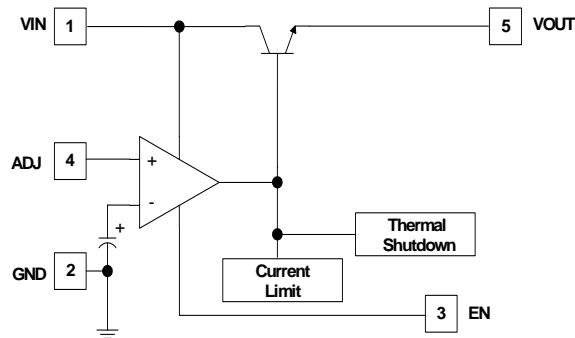 VIN 1
5 VOUT
ADJ 4
+
-
+
GND 2
Thermal
Shutdown
Current
Limit
3 EN